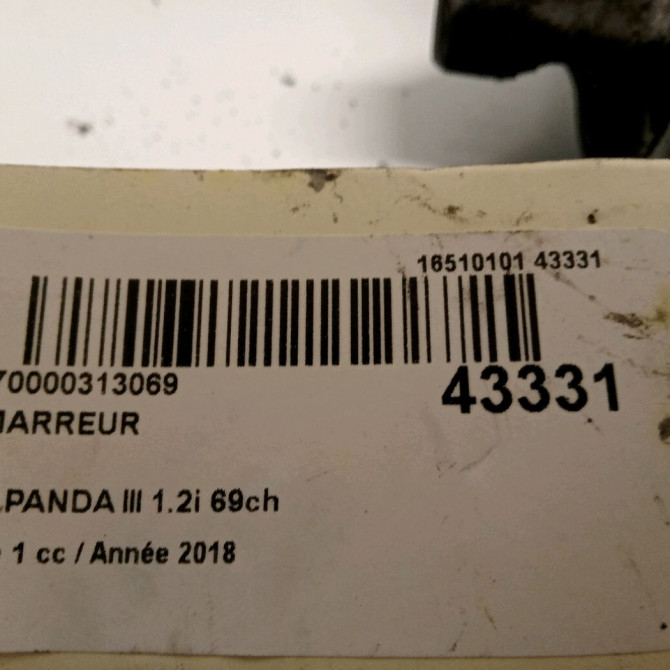 16510101 43331
70000313069
43331
MARREUR
.PANDA III 1.2i 69ch
1 cc / Année 2018